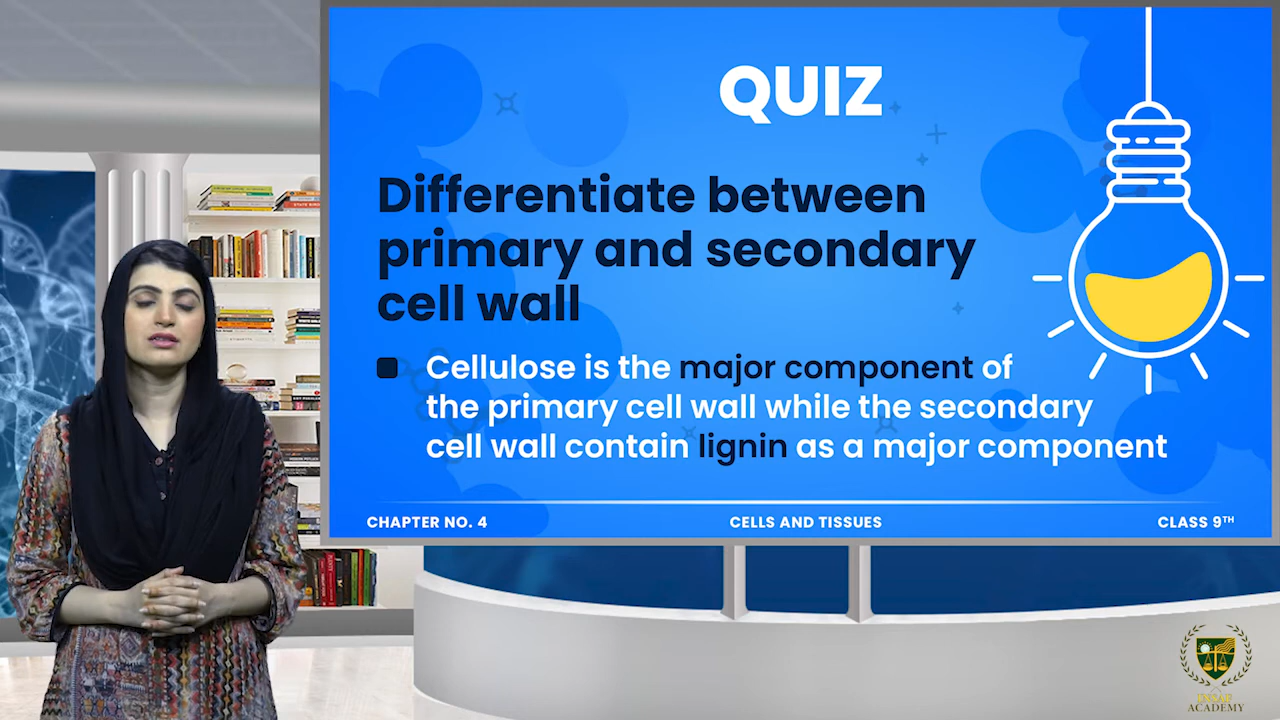 QUIZ
Differentiate between
primary and secondary
cell wall
Cellulose is the major component of
the primary cell wall while the secondary
cell wall contain lignin as a major component
CHAPTER NO. 4
CELLS AND TISSUES
CLASS 9TH
ACADEMY